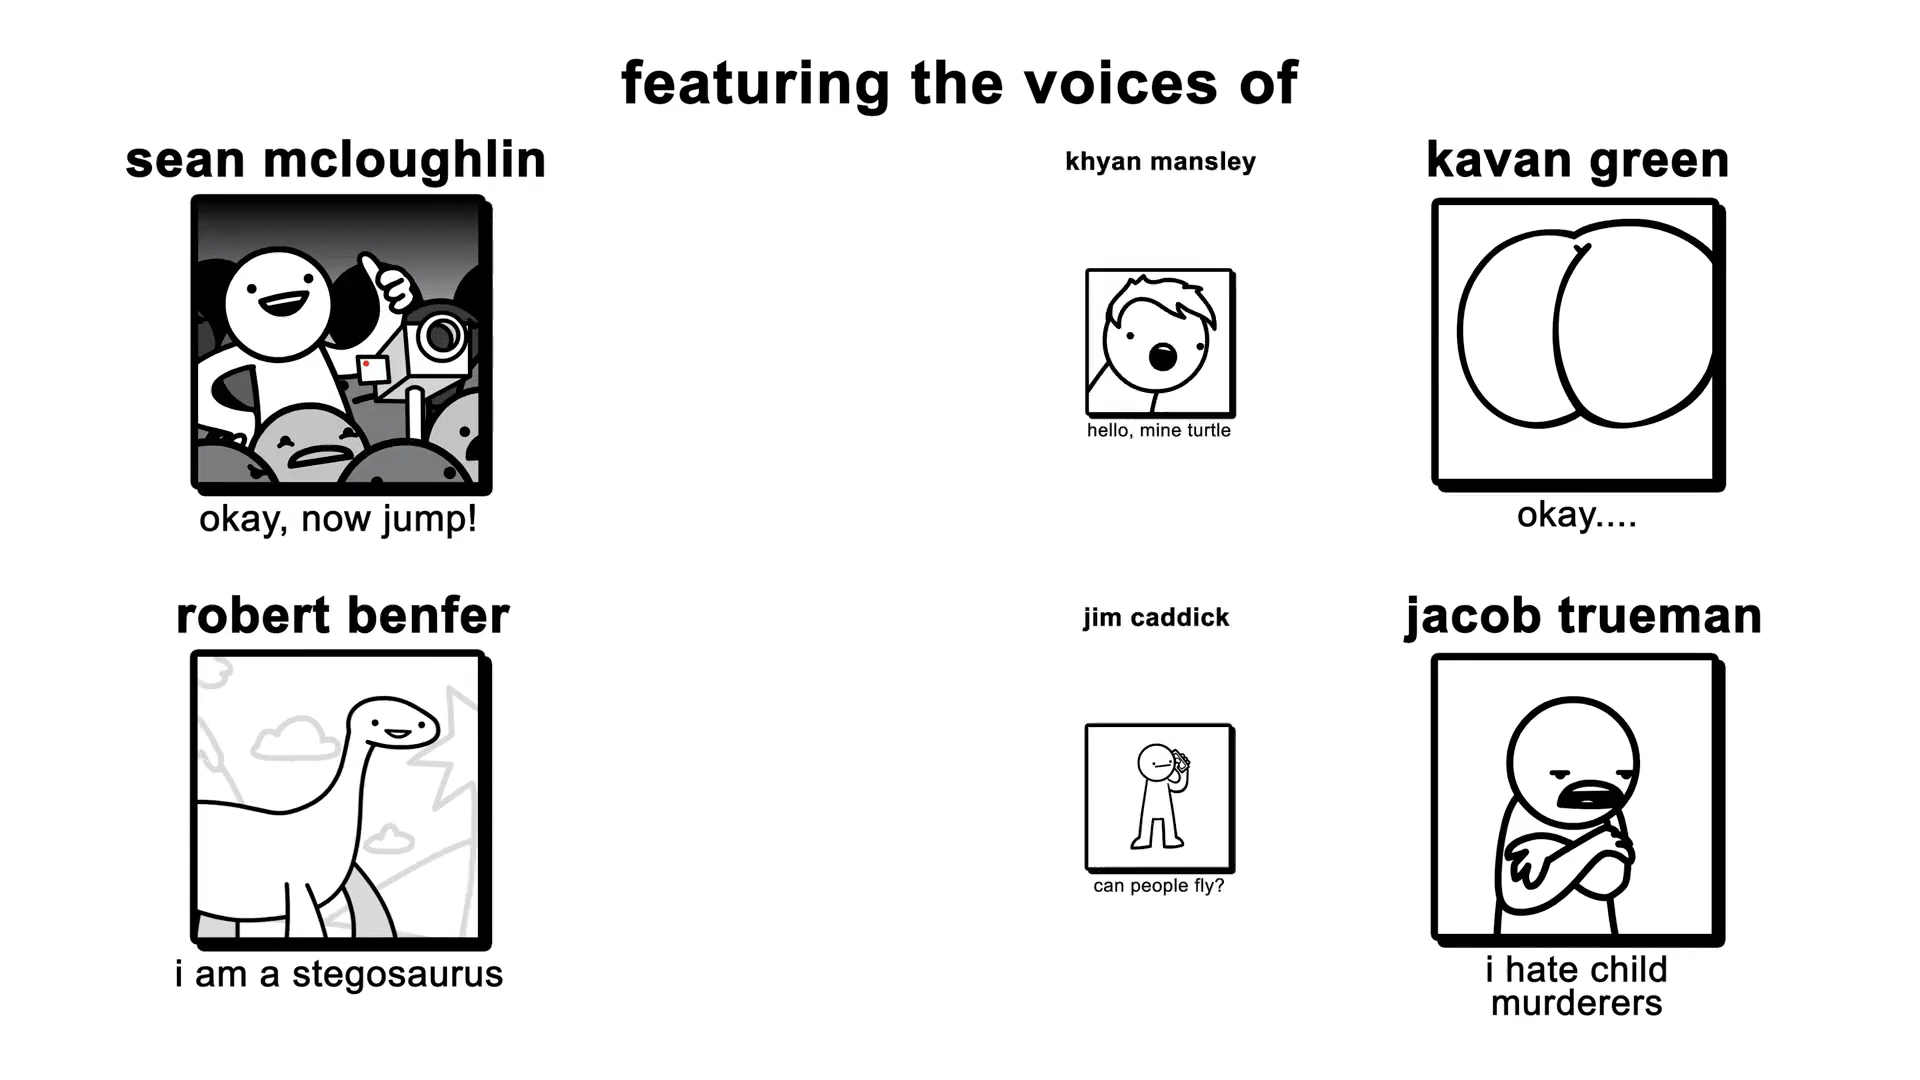 featuring the voices of
sean mcloughlin
khyan mansley
kavan green
okay, now jump!
hello, mine turtle
okay....
robert benfer
jim caddick
jacob trueman
i am a stegosaurus
can people fly?
i hate child
murderers